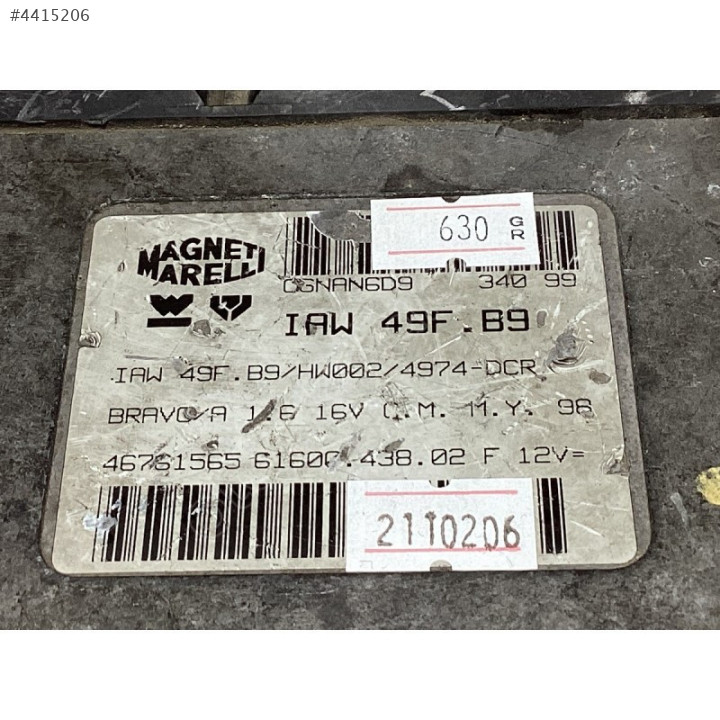 #4415206
630 GR
MAGNETI
MARELLI
CGNAN6D9 340 99
IAW 49F.B9
IAW 49F.B9/HW002/4974-DCR
BRAVO/A 1.6 16V M. M.Y. 98
46761565 61600.438.02 F 12V=
2110206